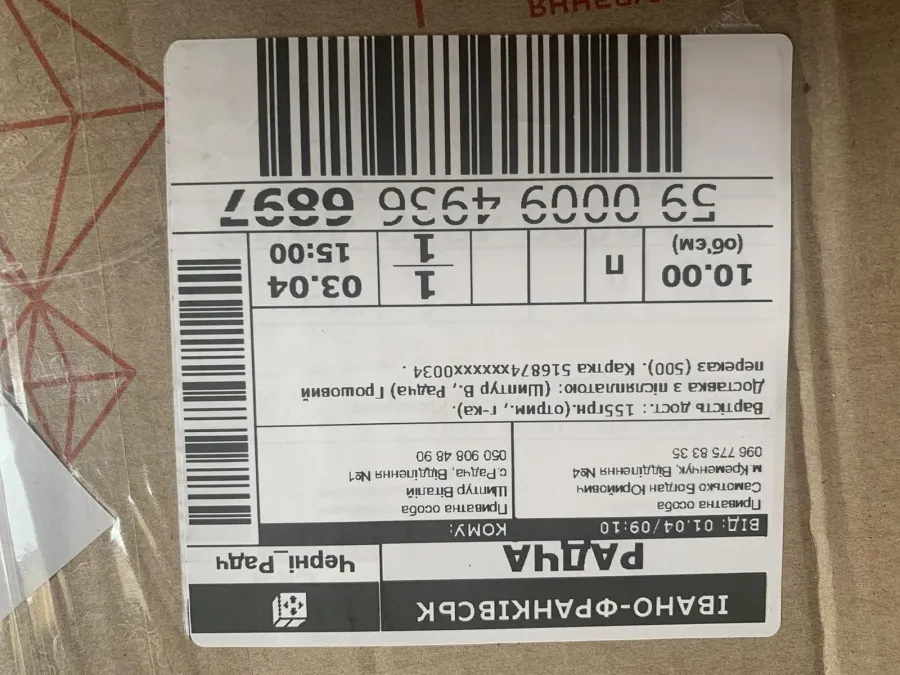 ІВАНО-ФРАНКІВСЬК
РАДЧА
Черні_Радч
ВІД: 01.04/09:10
КОМУ:
Приватна особа
Самотько Богдан Юрийович
м.Кременчук, Відділення №4
096 775 83 35
Приватна особа
Шиптур Віталій
с.Радча, Відділення №1
050 908 48 90
Вартість дост.: 155грн.(отрим., г-ка).
Доставка з післяплатою: (Шиптур В., Радча) Грошовий
переказ (500). Картка 516874xxxxxx0034.
10.00
(об'єм)
П
1
1
03.04
15:00
59 0009 4936 6897